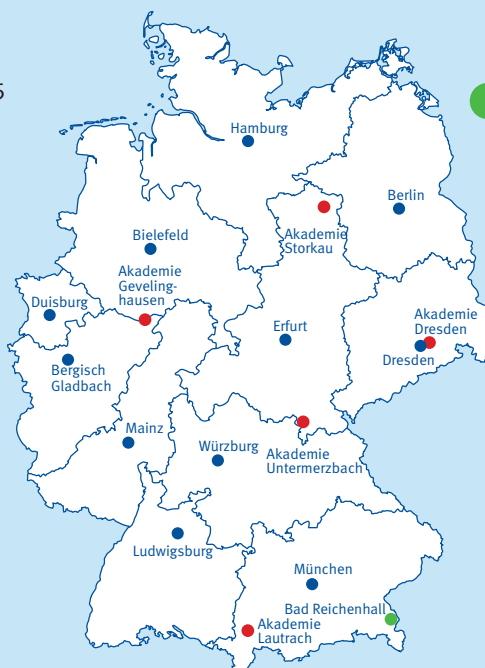 5
Hamburg
Berlin
Akademie
Storkau
Bielefeld
Akademie
Geveling-
hausen
Duisburg
Erfurt
Akademie
Dresden
Dresden
Bergisch
Gladbach
Mainz
Würzburg
Akademie
Untermerzbach
Ludwigsburg
München
Bad Reichenhall
Akademie
Lautrach